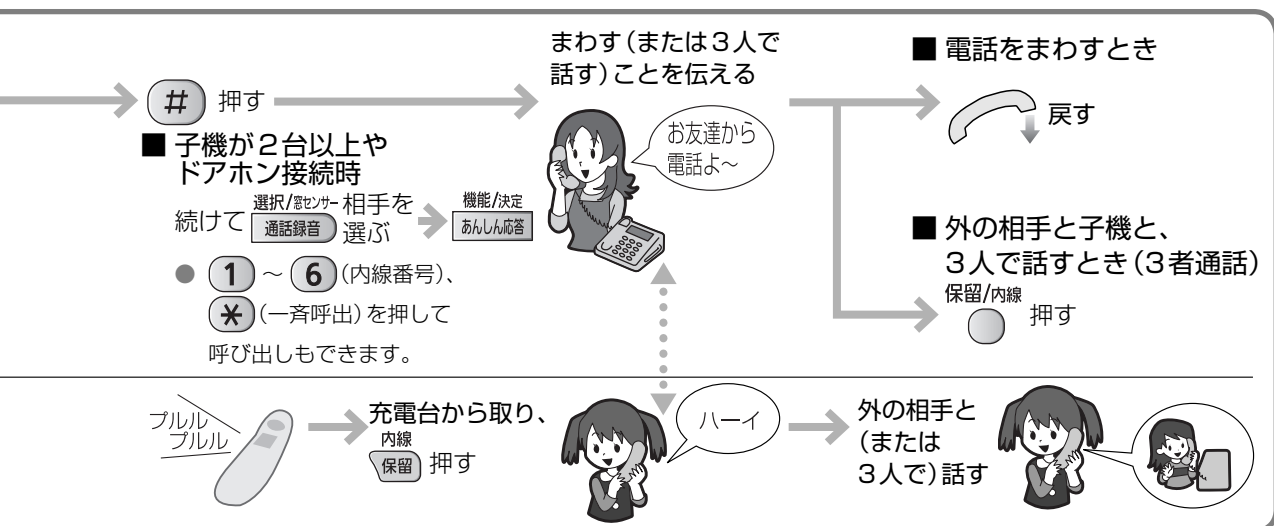 # 押す
■ 子機が2台以上や
ドアホン接続時
続けて 選択/窓センサー 通話録音 相手を選ぶ 機能/決定 あんしん応答
● 1 ～ 6 (内線番号)、
＊ (一斉呼出) を押して
呼び出しもできます。
まわす (または3人で
話す) ことを伝える
お友達から
電話よ～
■ 電話をまわすとき
戻す
■ 外の相手と子機と、
3人で話すとき (3者通話)
保留/内線
押す
プルル
プルル
充電台から取り、
内線
保留 押す
ハーイ
外の相手と
(または
3人で) 話す